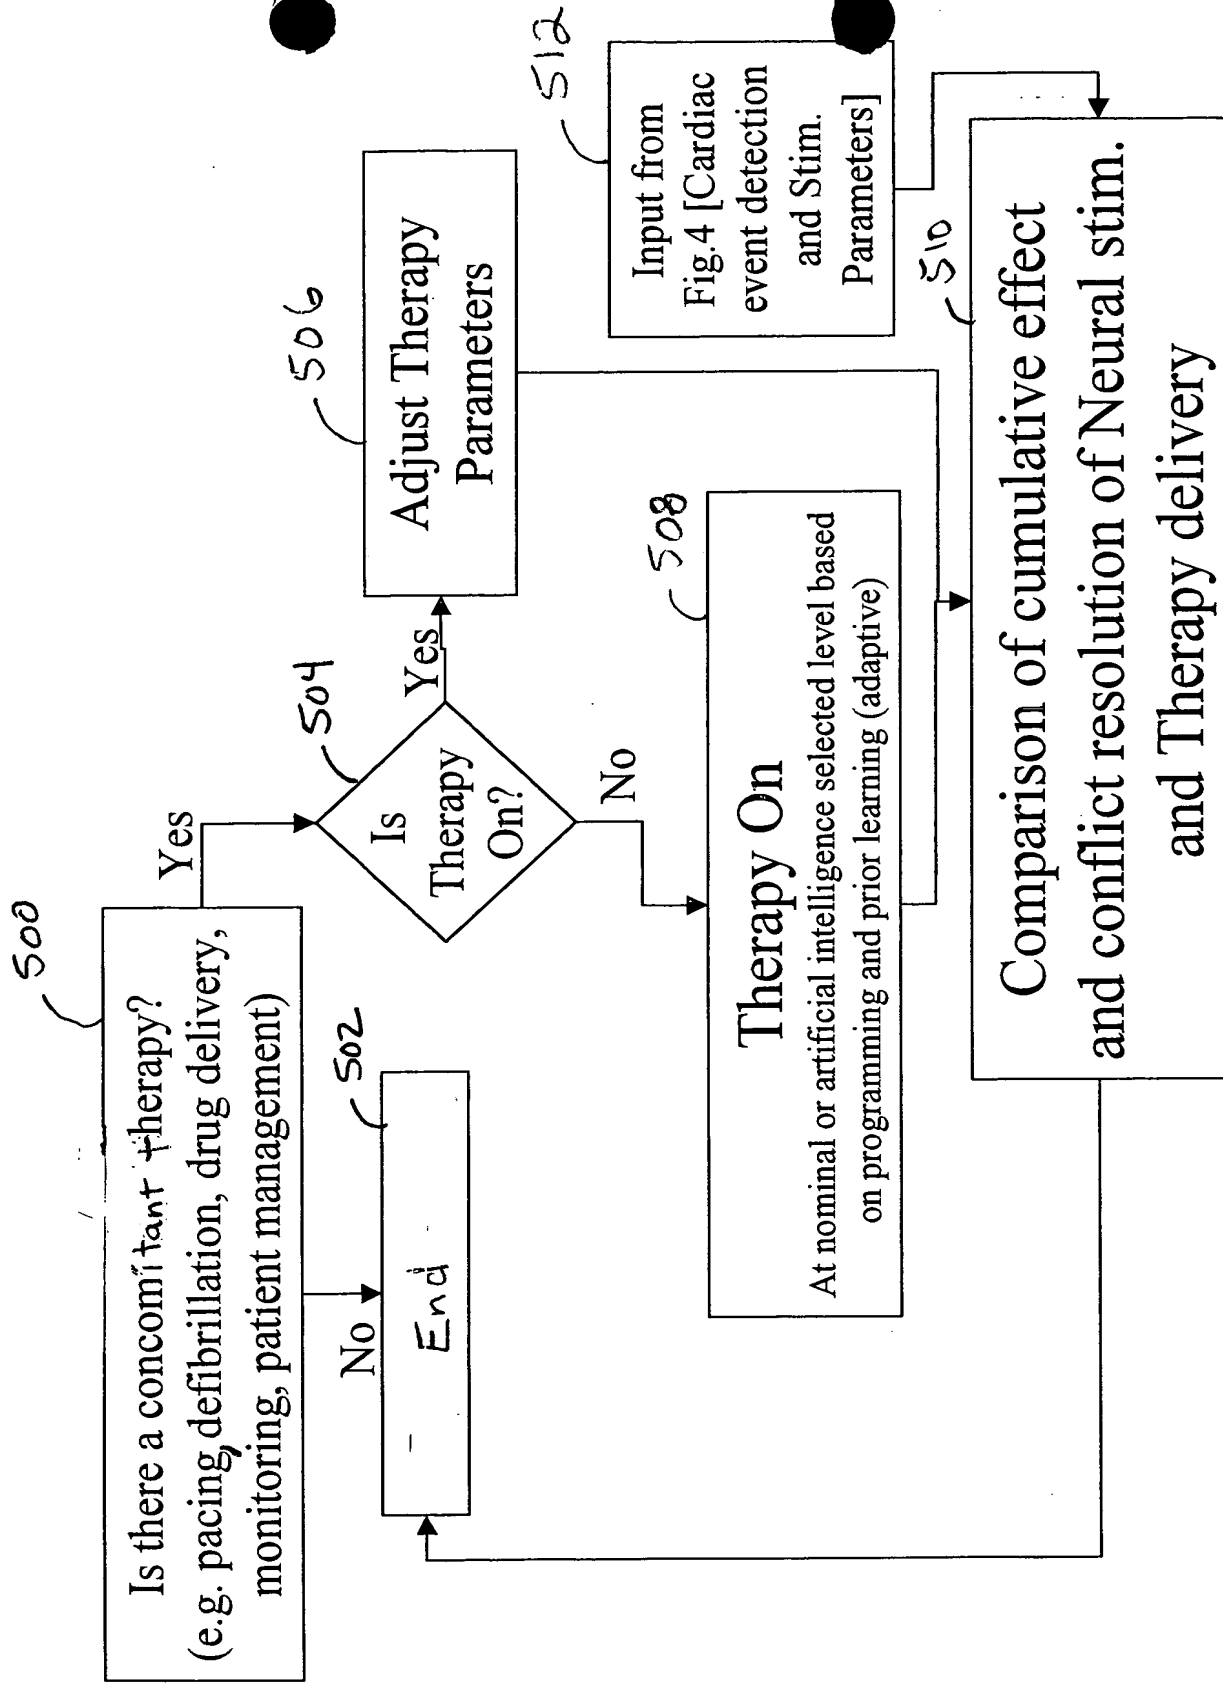 500
Is there a concomitant therapy?
(e.g. pacing, defibrillation, drug delivery,
monitoring, patient management)
Yes
No
502
End
504
Is
Therapy
On?
Yes
No
506
Adjust Therapy
Parameters
508
Therapy On
At nominal or artificial intelligence selected level based
on programming and prior learning (adaptive)
512
Input from
Fig.4 [Cardiac
event detection
and Stim.
Parameters]
510
Comparison of cumulative effect
and conflict resolution of Neural stim.
and Therapy delivery